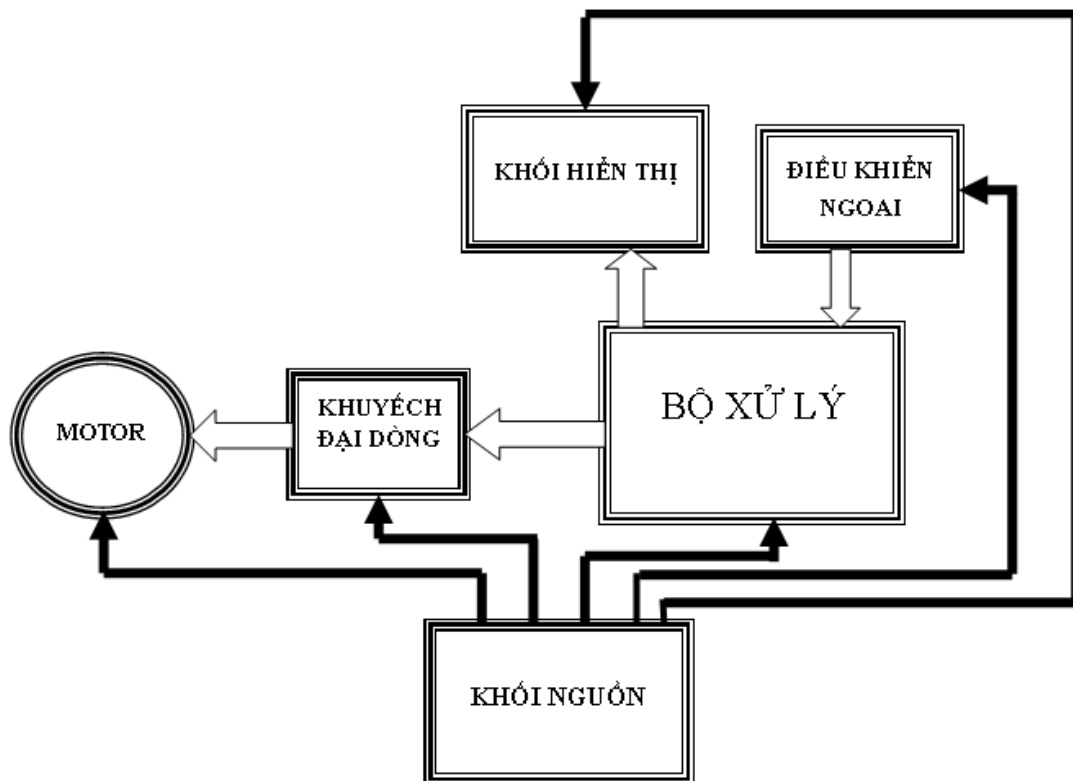 KHỐI HIỂN THỊ
ĐIỀU KHIỂN
NGOAI
BỘ XỬ LÝ
KHUYẾCH
ĐẠI DÒNG
MOTOR
KHỐI NGUỒN